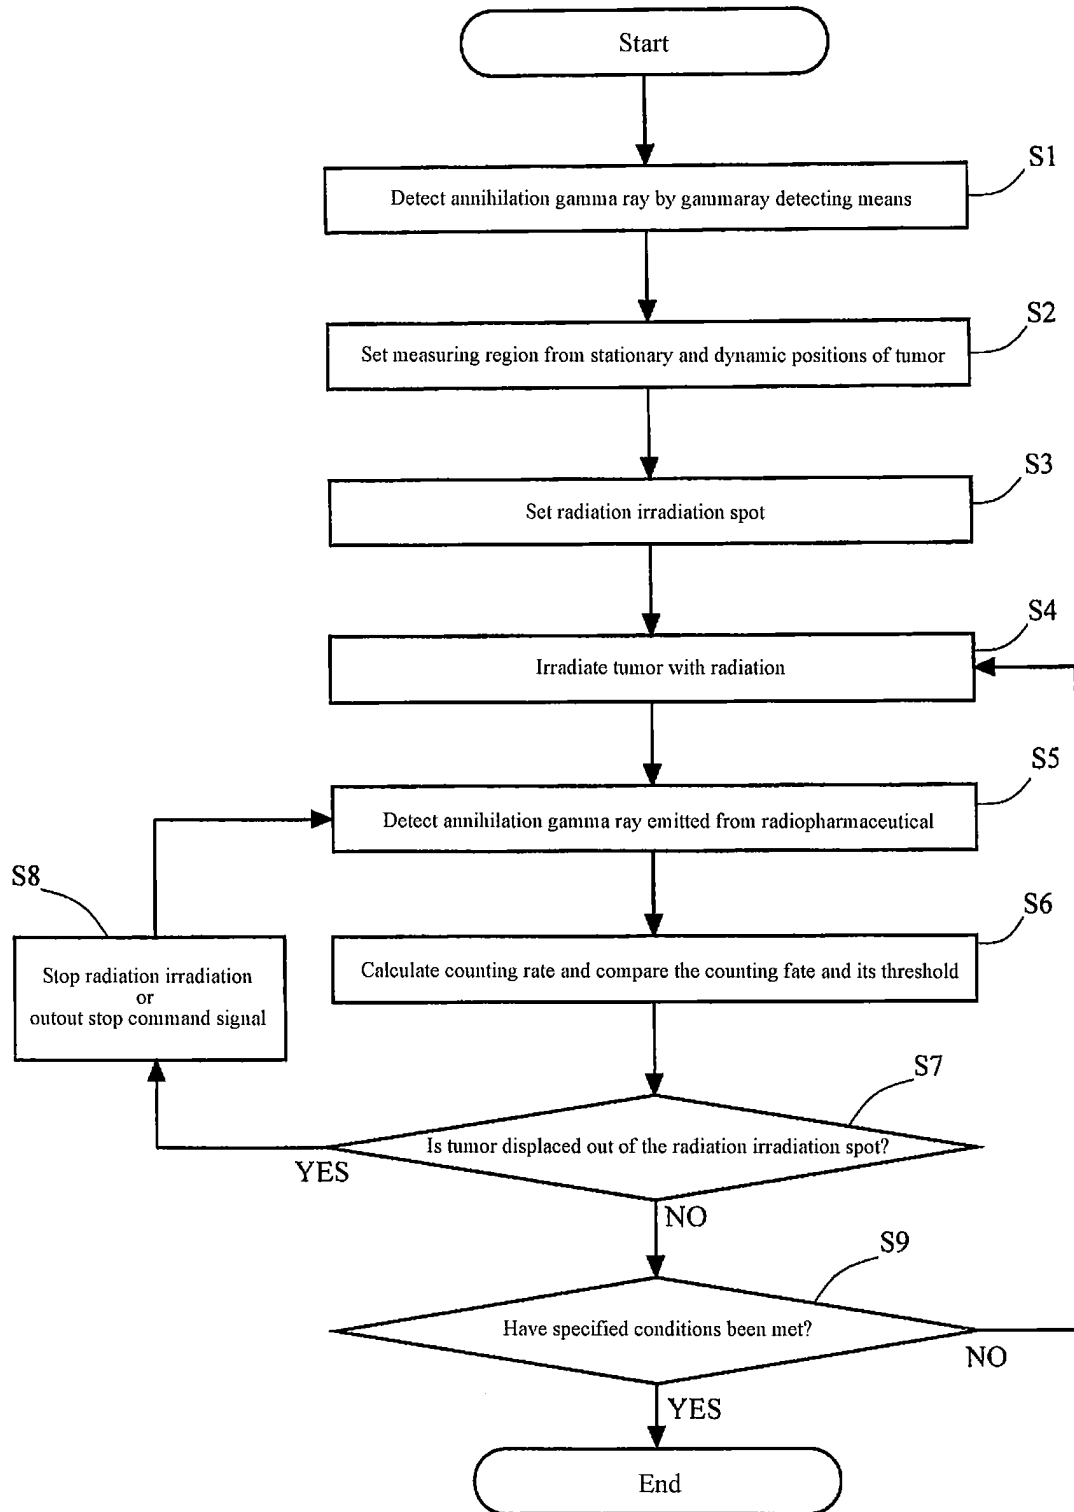 Start
S1
Detect annihilation gamma ray by gammaray detecting means
S2
Set measuring region from stationary and dynamic positions of tumor
S3
Set radiation irradiation spot
S4
Irradiate tumor with radiation
S5
Detect annihilation gamma ray emitted from radiopharmaceutical
S8
S6
Stop radiation irradiation
or
outout stop command signal
Calculate counting rate and compare the counting fate and its threshold
S7
Is tumor displaced out of the radiation irradiation spot?
YES
NO
S9
Have specified conditions been met?
NO
YES
End